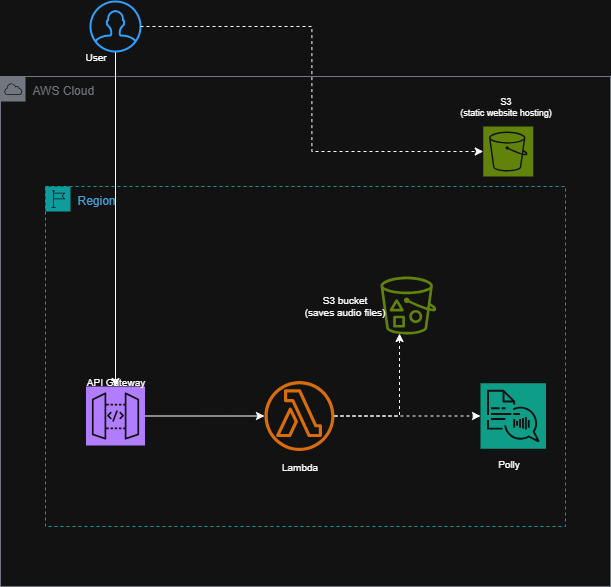 User
AWS Cloud
S3
(static website hosting)
Region
S3 bucket
(saves audio files)
API Gateway
</>
Lambda
Polly